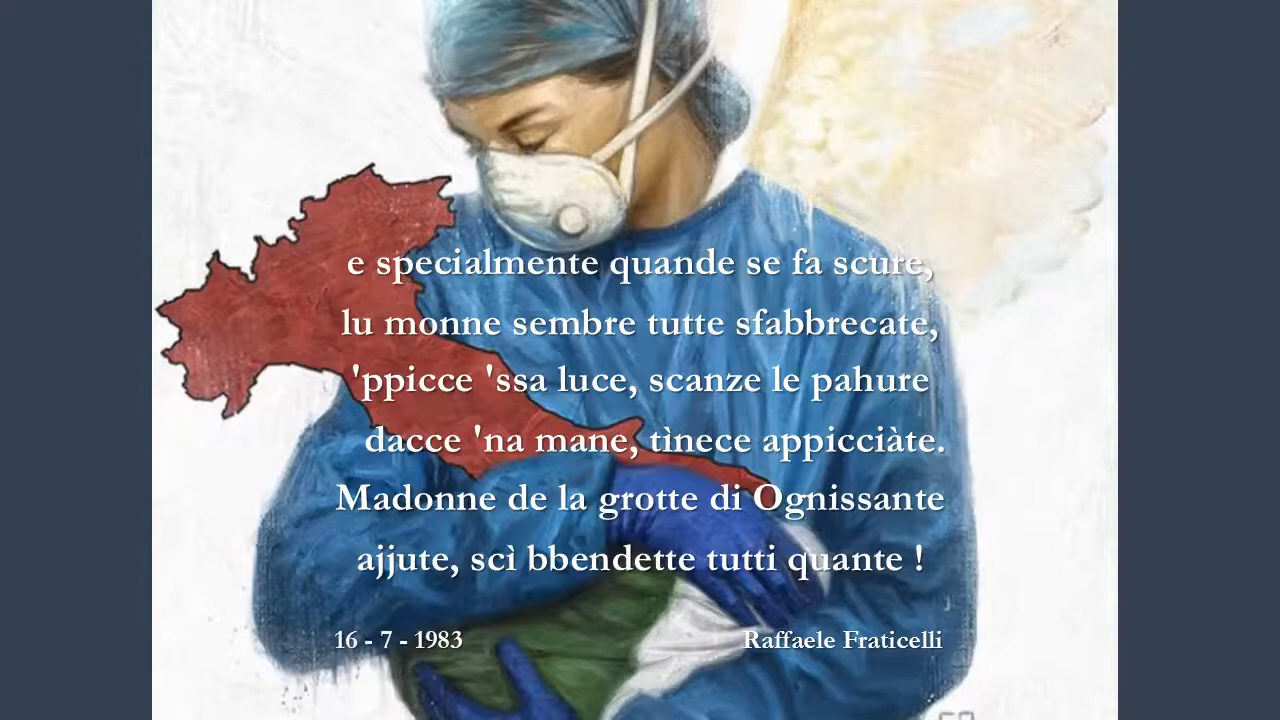 e specialmente quande se fa scure,
lu monne sembre tutte sfabbrecate,
'ppicce 'ssa luce, scanze le pahure
dacce 'na mane, tìnece appicciàte.
Madonne de la grotte di Ognissante
ajjute, scì bbendette tutti quante !
16 - 7 - 1983 Raffaele Fraticelli